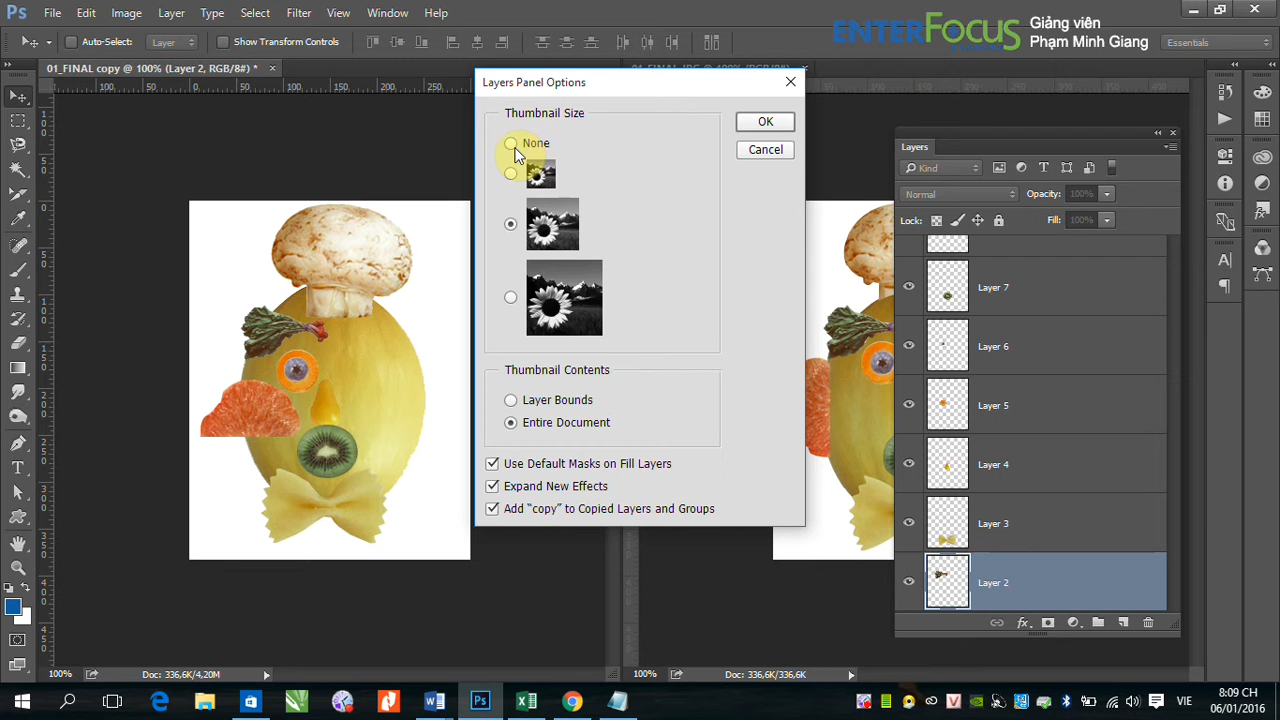 Ps File Edit Image Layer Type Select Filter View Window Help
ENTERFOCUS
Giảng viên
Phạm Minh Giang
Auto-Select: Layer Show Transform Controls
Essentials
01_FINAL copy @ 100% (Layer 2, RGB/8#) *
Layers Panel Options
Thumbnail Size
None
OK
Cancel
Thumbnail Contents
Layer Bounds
Entire Document
Use Default Masks on Fill Layers
Expand New Effects
Add “copy” to Copied Layers and Groups
Layers
Kind
Normal Opacity: 100%
Lock: Fill: 100%
Layer 7
Layer 6
Layer 5
Layer 4
Layer 3
Layer 2
fx
100% Doc: 336,6K/4,20M
100% Doc: 336,6K/336,6K
VIE
8:09 CH
06/01/2016